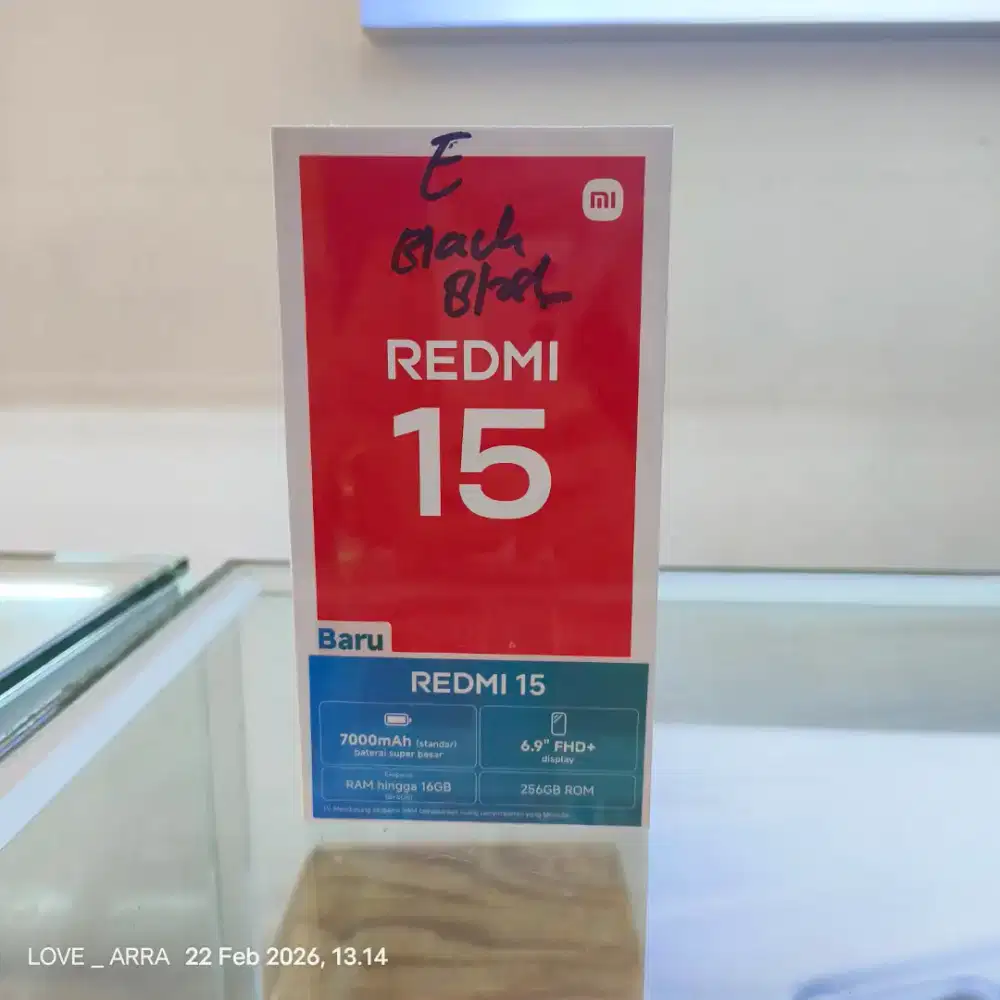 E
mi
Black
8/256
REDMI
15
Baru
REDMI 15
7000mAh (standar)
baterai super besar
6.9" FHD+
display
RAM hingga 16GB
256GB ROM
LOVE _ ARRA 22 Feb 2026, 13.14